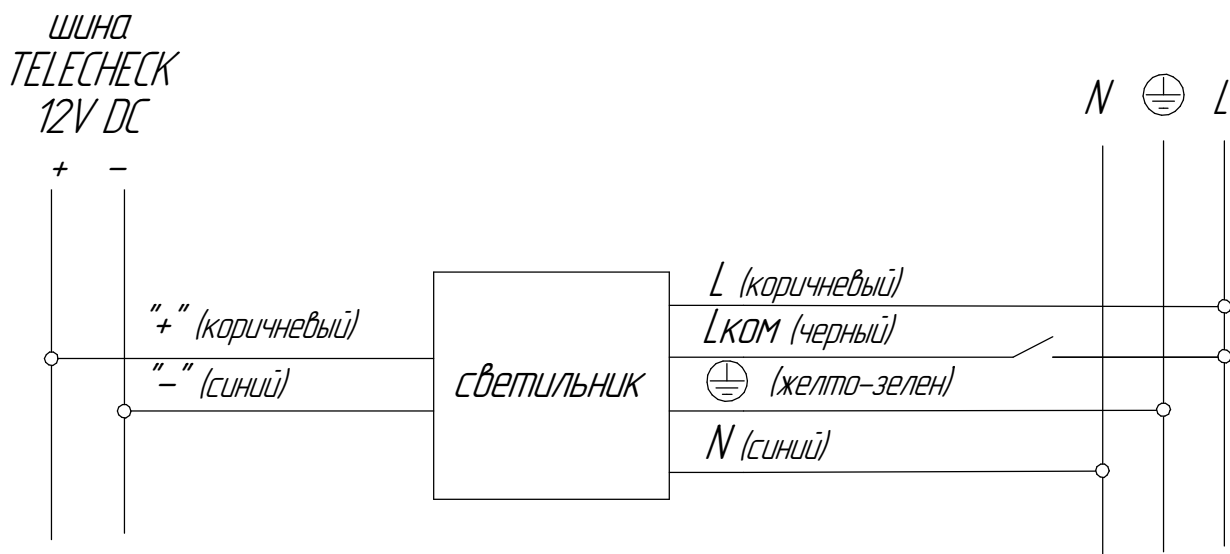 шина
TELECHECK
12V DC
+ −
N L
"+" (коричневый)
"−" (синий)
светильник
L (коричневый)
Lком (черный)
(желто-зелен)
N (синий)